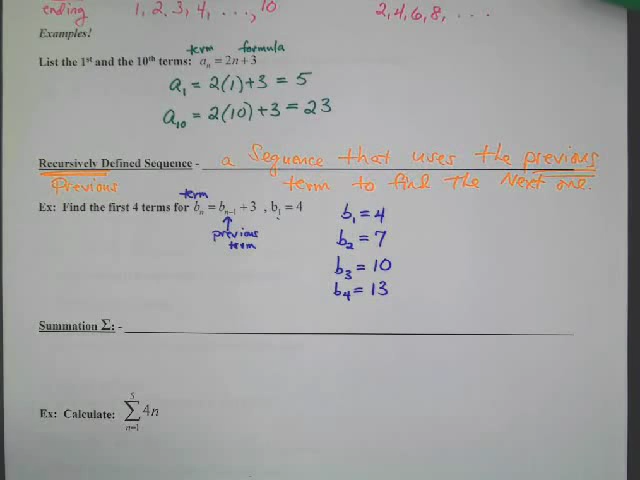 ending 1, 2, 3, 4, . . ., 10 2, 4, 6, 8, . . .
Examples!
term formula
List the 1st and the 10th terms: aₙ = 2n + 3
a₁ = 2(1)+3 = 5
a₁₀ = 2(10)+3 = 23
Recursively Defined Sequence - a Sequence that uses the previous
Previous term to find the Next one.
term
Ex: Find the first 4 terms for bₙ = bₙ₋₁ + 3 , b₁ = 4
previous
term
b₁ = 4
b₂ = 7
b₃ = 10
b₄ = 13
Summation Σ: -
Ex: Calculate: 5 Σ n=1 4n